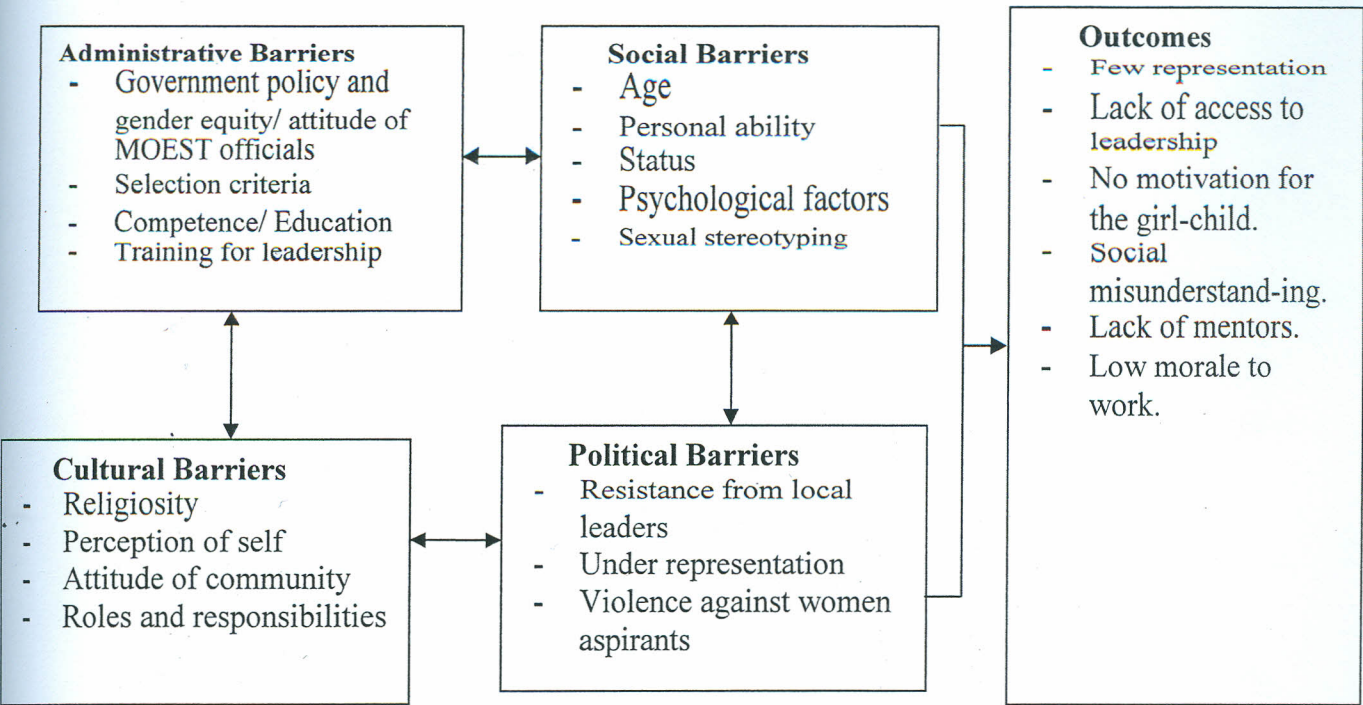 Administrative Barriers
- Government policy and
gender equity/ attitude of
MOEST officials
- Selection criteria
- Competence/ Education
- Training for leadership
Social Barriers
- Age
- Personal ability
- Status
- Psychological factors
- Sexual stereotyping
Cultural Barriers
- Religiosity
- Perception of self
- Attitude of community
- Roles and responsibilities
Political Barriers
- Resistance from local
leaders
- Under representation
- Violence against women
aspirants
Outcomes
- Few representation
- Lack of access to
leadership
- No motivation for
the girl-child.
- Social
misunderstand-ing.
- Lack of mentors.
- Low morale to
work.